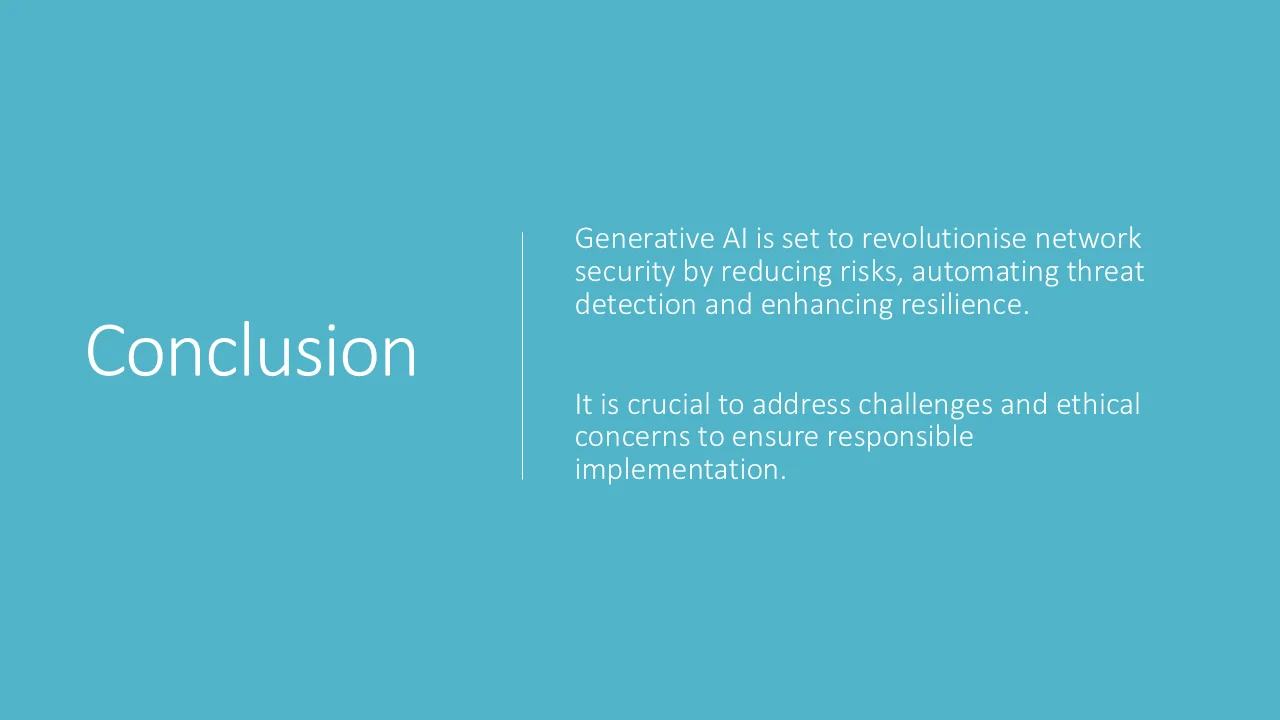 Conclusion
Generative AI is set to revolutionise network
security by reducing risks, automating threat
detection and enhancing resilience.
It is crucial to address challenges and ethical
concerns to ensure responsible
implementation.